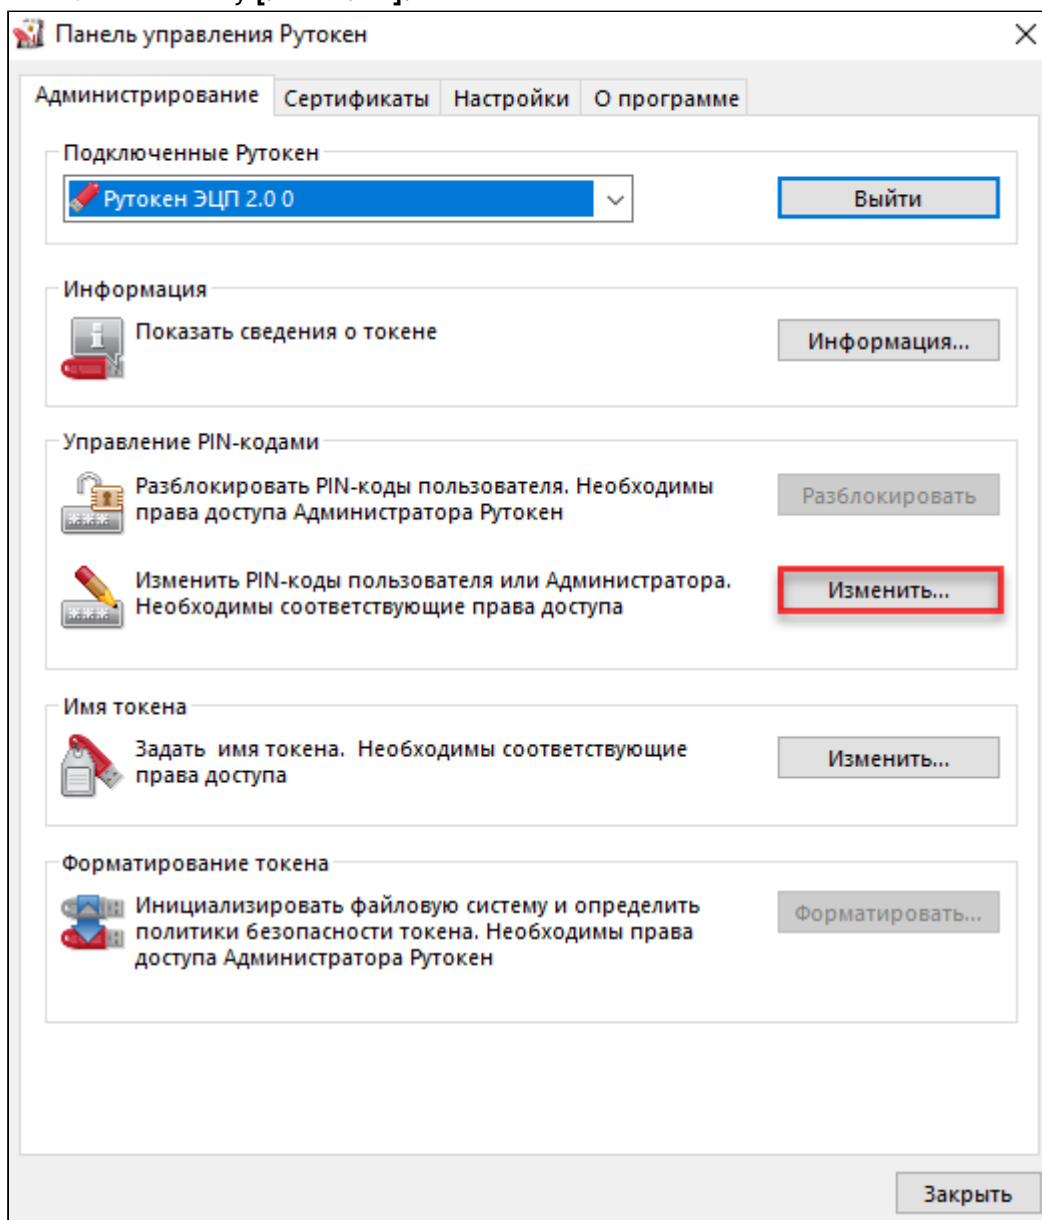 Панель управления Рутокен
Администрирование Сертификаты Настройки О программе
Подключенные Рутокен
Рутокен ЭЦП 2.0 0
Выйти
Информация
Показать сведения о токене
Информация...
Управление PIN-кодами
Разблокировать PIN-коды пользователя. Необходимы
права доступа Администратора Рутокен
Разблокировать
Изменить PIN-коды пользователя или Администратора.
Необходимы соответствующие права доступа
Изменить...
Имя токена
Задать имя токена. Необходимы соответствующие
права доступа
Изменить...
Форматирование токена
Инициализировать файловую систему и определить
политики безопасности токена. Необходимы права
доступа Администратора Рутокен
Форматировать...
Закрыть